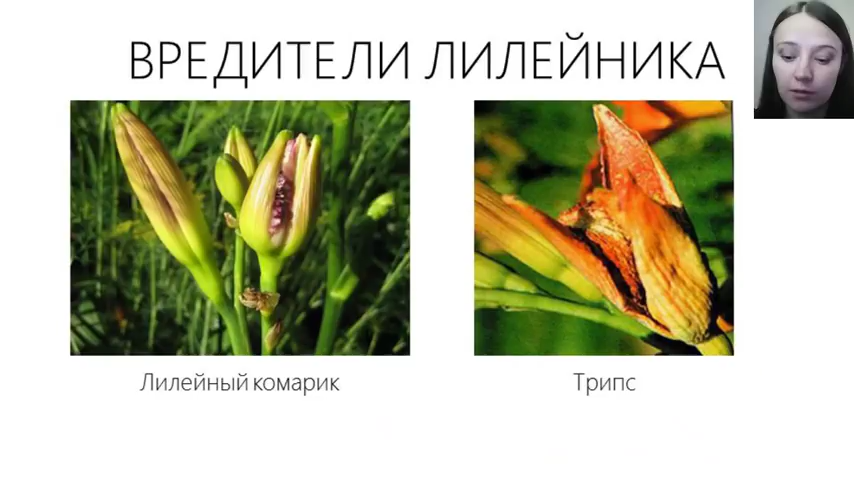 ВРЕДИТЕЛИ ЛИЛЕЙНИКА
Лилейный комарик
Трипс